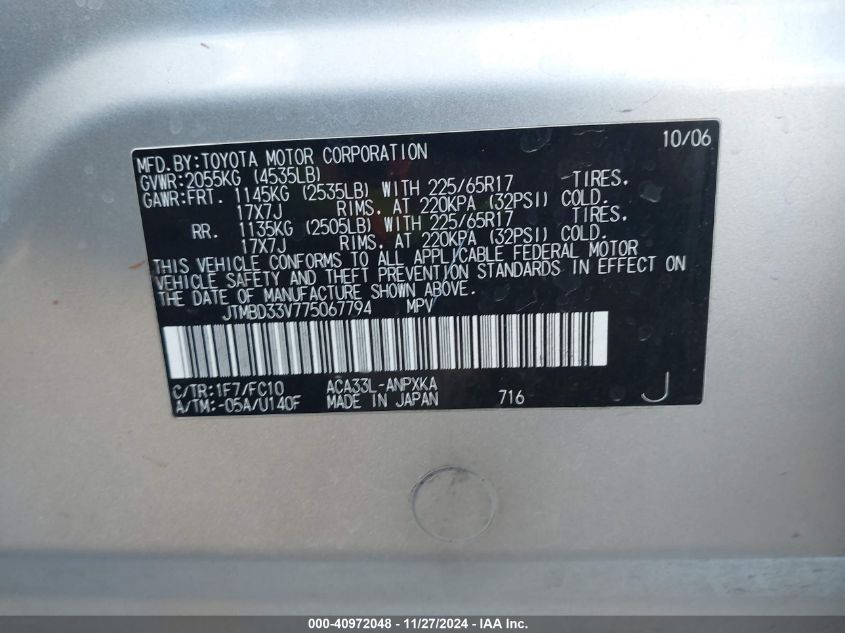 10/06
MFD.BY:TOYOTA MOTOR CORPORATION
GVWR:2055KG (4535LB)
GAWR:FRT. 1145KG (2535LB) WITH 225/65R17 TIRES,
17X7J RIMS, AT 220KPA (32PSI) COLD.
RR. 1135KG (2505LB) WITH 225/65R17 TIRES,
17X7J RIMS, AT 220KPA (32PSI) COLD.
THIS VEHICLE CONFORMS TO ALL APPLICABLE FEDERAL MOTOR
VEHICLE SAFETY AND THEFT PREVENTION STANDARDS IN EFFECT ON
THE DATE OF MANUFACTURE SHOWN ABOVE.
JTMBD33V775067794 MPV
C/TR:1F7/FC10 ACA33L-ANPXKA
A/TM:-05A/U140F MADE IN JAPAN 716 J
000-40972048 - 11/27/2024 - IAA, Inc.